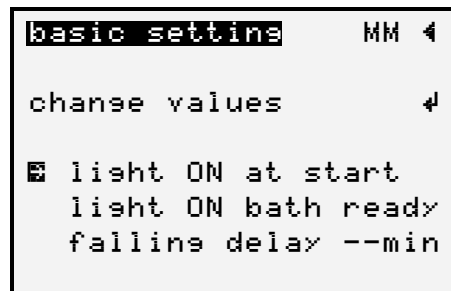 basic setting MM
change values
light ON at start
light ON bath ready
falling delay --min